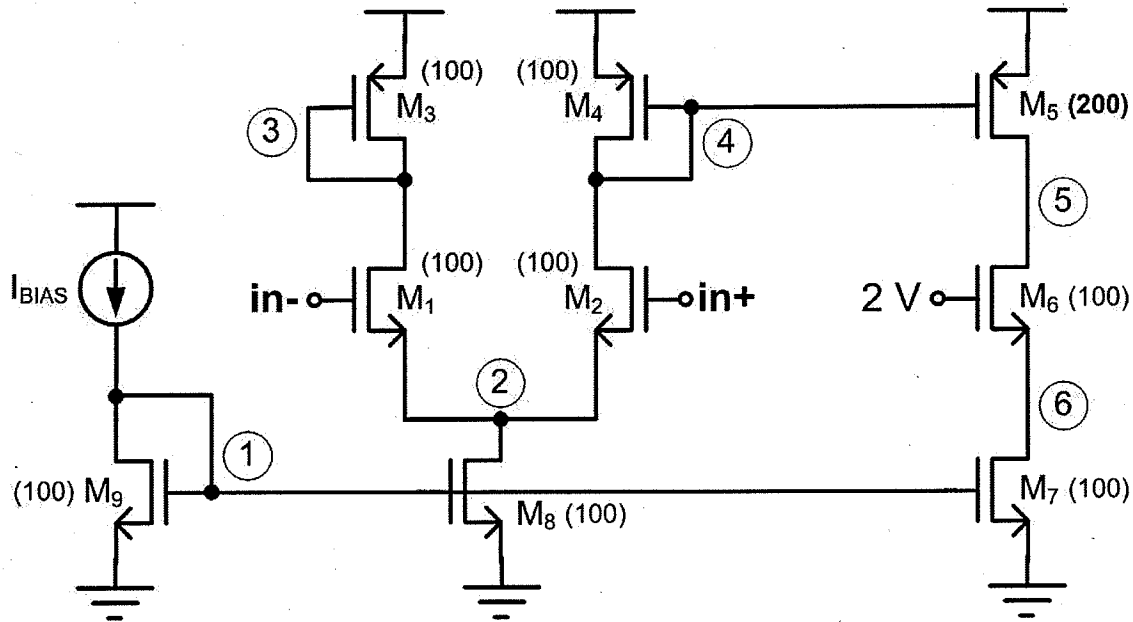 (100) (100)
M3 M4 M5 (200)
3 4
5
(100) (100)
IBIAS in- M1 M2 in+ 2 V M6 (100)
2 6
1
(100) M9 M8 (100) M7 (100)